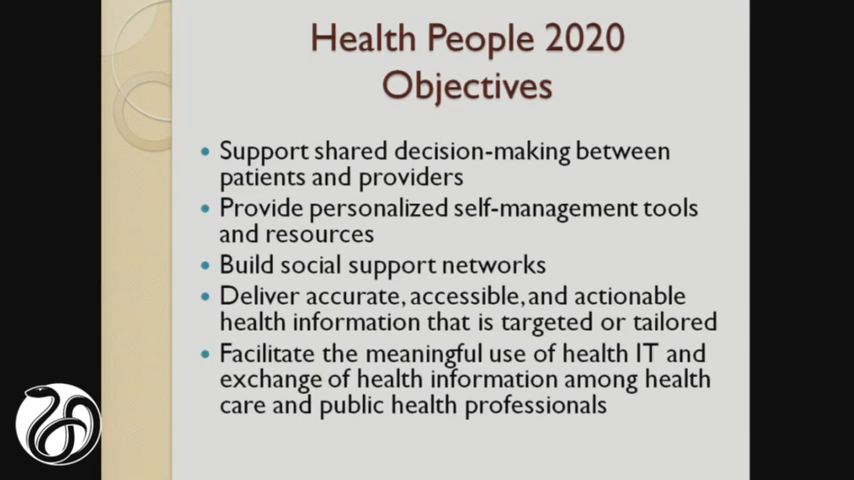 Health People 2020
Objectives
• Support shared decision-making between
patients and providers
• Provide personalized self-management tools
and resources
• Build social support networks
• Deliver accurate, accessible, and actionable
health information that is targeted or tailored
• Facilitate the meaningful use of health IT and
exchange of health information among health
care and public health professionals